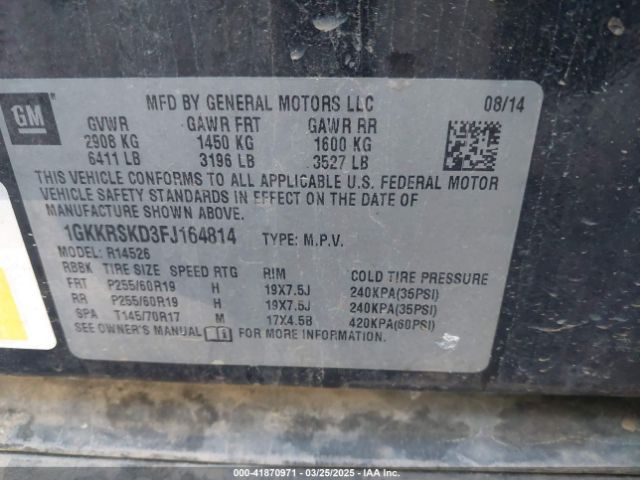 GM
MFD BY GENERAL MOTORS LLC 08/14
GVWR GAWR FRT GAWR RR
2908 KG 1450 KG 1600 KG
6411 LB 3196 LB 3527 LB
THIS VEHICLE CONFORMS TO ALL APPLICABLE U.S. FEDERAL MOTOR
VEHICLE SAFETY STANDARDS IN EFFECT ON THE DATE OF
MANUFACTURE SHOWN ABOVE.
1GKKRSKD3FJ164814 TYPE: M.P.V.
MODEL: R14526
RBBK TIRE SIZE SPEED RTG RIM COLD TIRE PRESSURE
FRT P255/60R19 H 19X7.5J 240KPA(35PSI)
RR P255/60R19 H 19X7.5J 240KPA(35PSI)
SPA T145/70R17 M 17X4.5B 420KPA(60PSI)
SEE OWNER'S MANUAL FOR MORE INFORMATION.
000-41870971 | 03/25/2025 - IAA Inc.